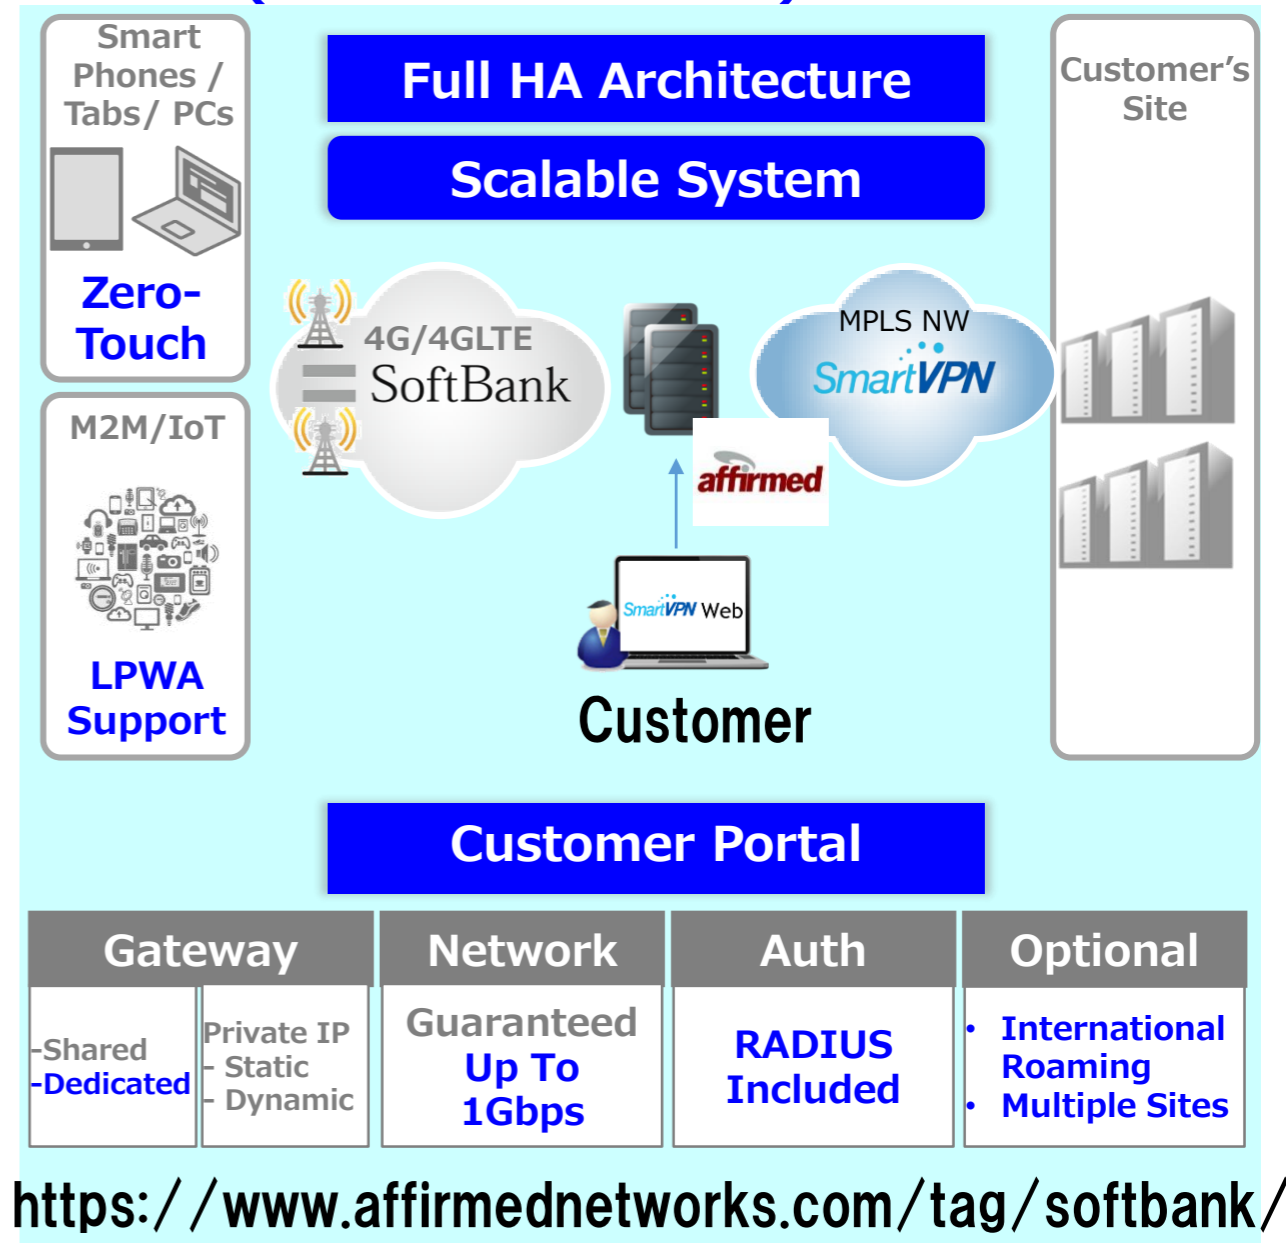 Smart
Phones /
Tabs/ PCs
Zero-
Touch
M2M/IoT
LPWA
Support
Full HA Architecture
Scalable System
4G/4GLTE
SoftBank
affirmed
MPLS NW
SmartVPN
SmartVPN Web
Customer
Customer's
Site
Customer Portal
Gateway
-Shared
-Dedicated
Private IP
- Static
- Dynamic
Network
Guaranteed
Up To
1Gbps
Auth
RADIUS
Included
Optional
• International
Roaming
• Multiple Sites
https://www.affirmednetworks.com/tag/softbank/